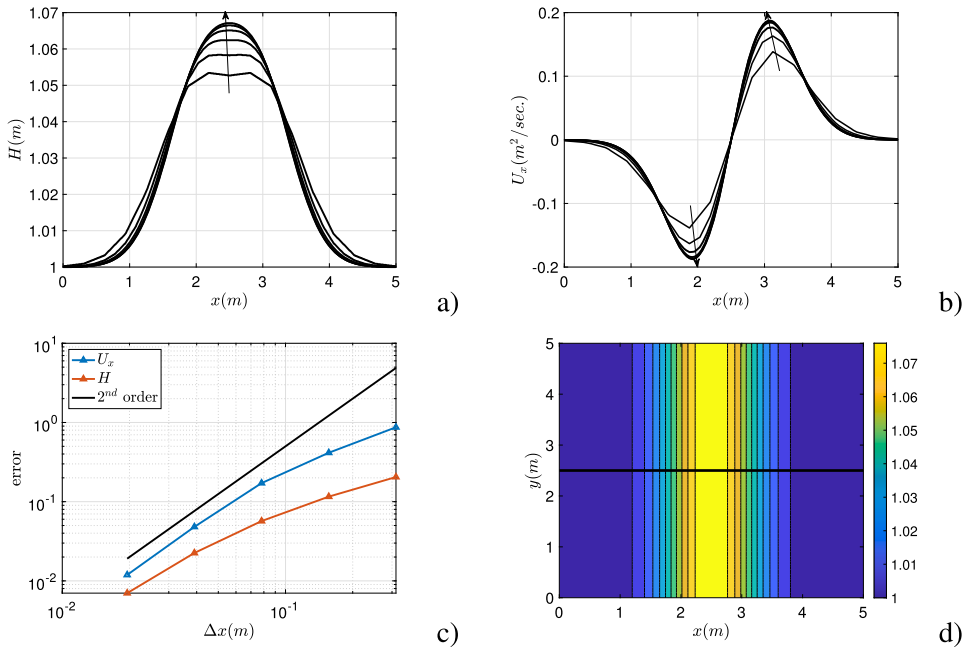 1.07
1.06
1.05
1.04
1.03
1.02
1.01
1
H(m)
0 1 2 3 4 5
x(m)
a)
0.2
0.1
0
-0.1
-0.2
U_x(m^2/sec.)
0 1 2 3 4 5
x(m)
b)
10^1
10^0
10^-1
10^-2
error
U_x
H
2^nd order
10^-2 10^-1
Δx(m)
c)
5
4
3
2
1
0
y(m)
0 1 2 3 4 5
x(m)
1.07
1.06
1.05
1.04
1.03
1.02
1.01
1
d)